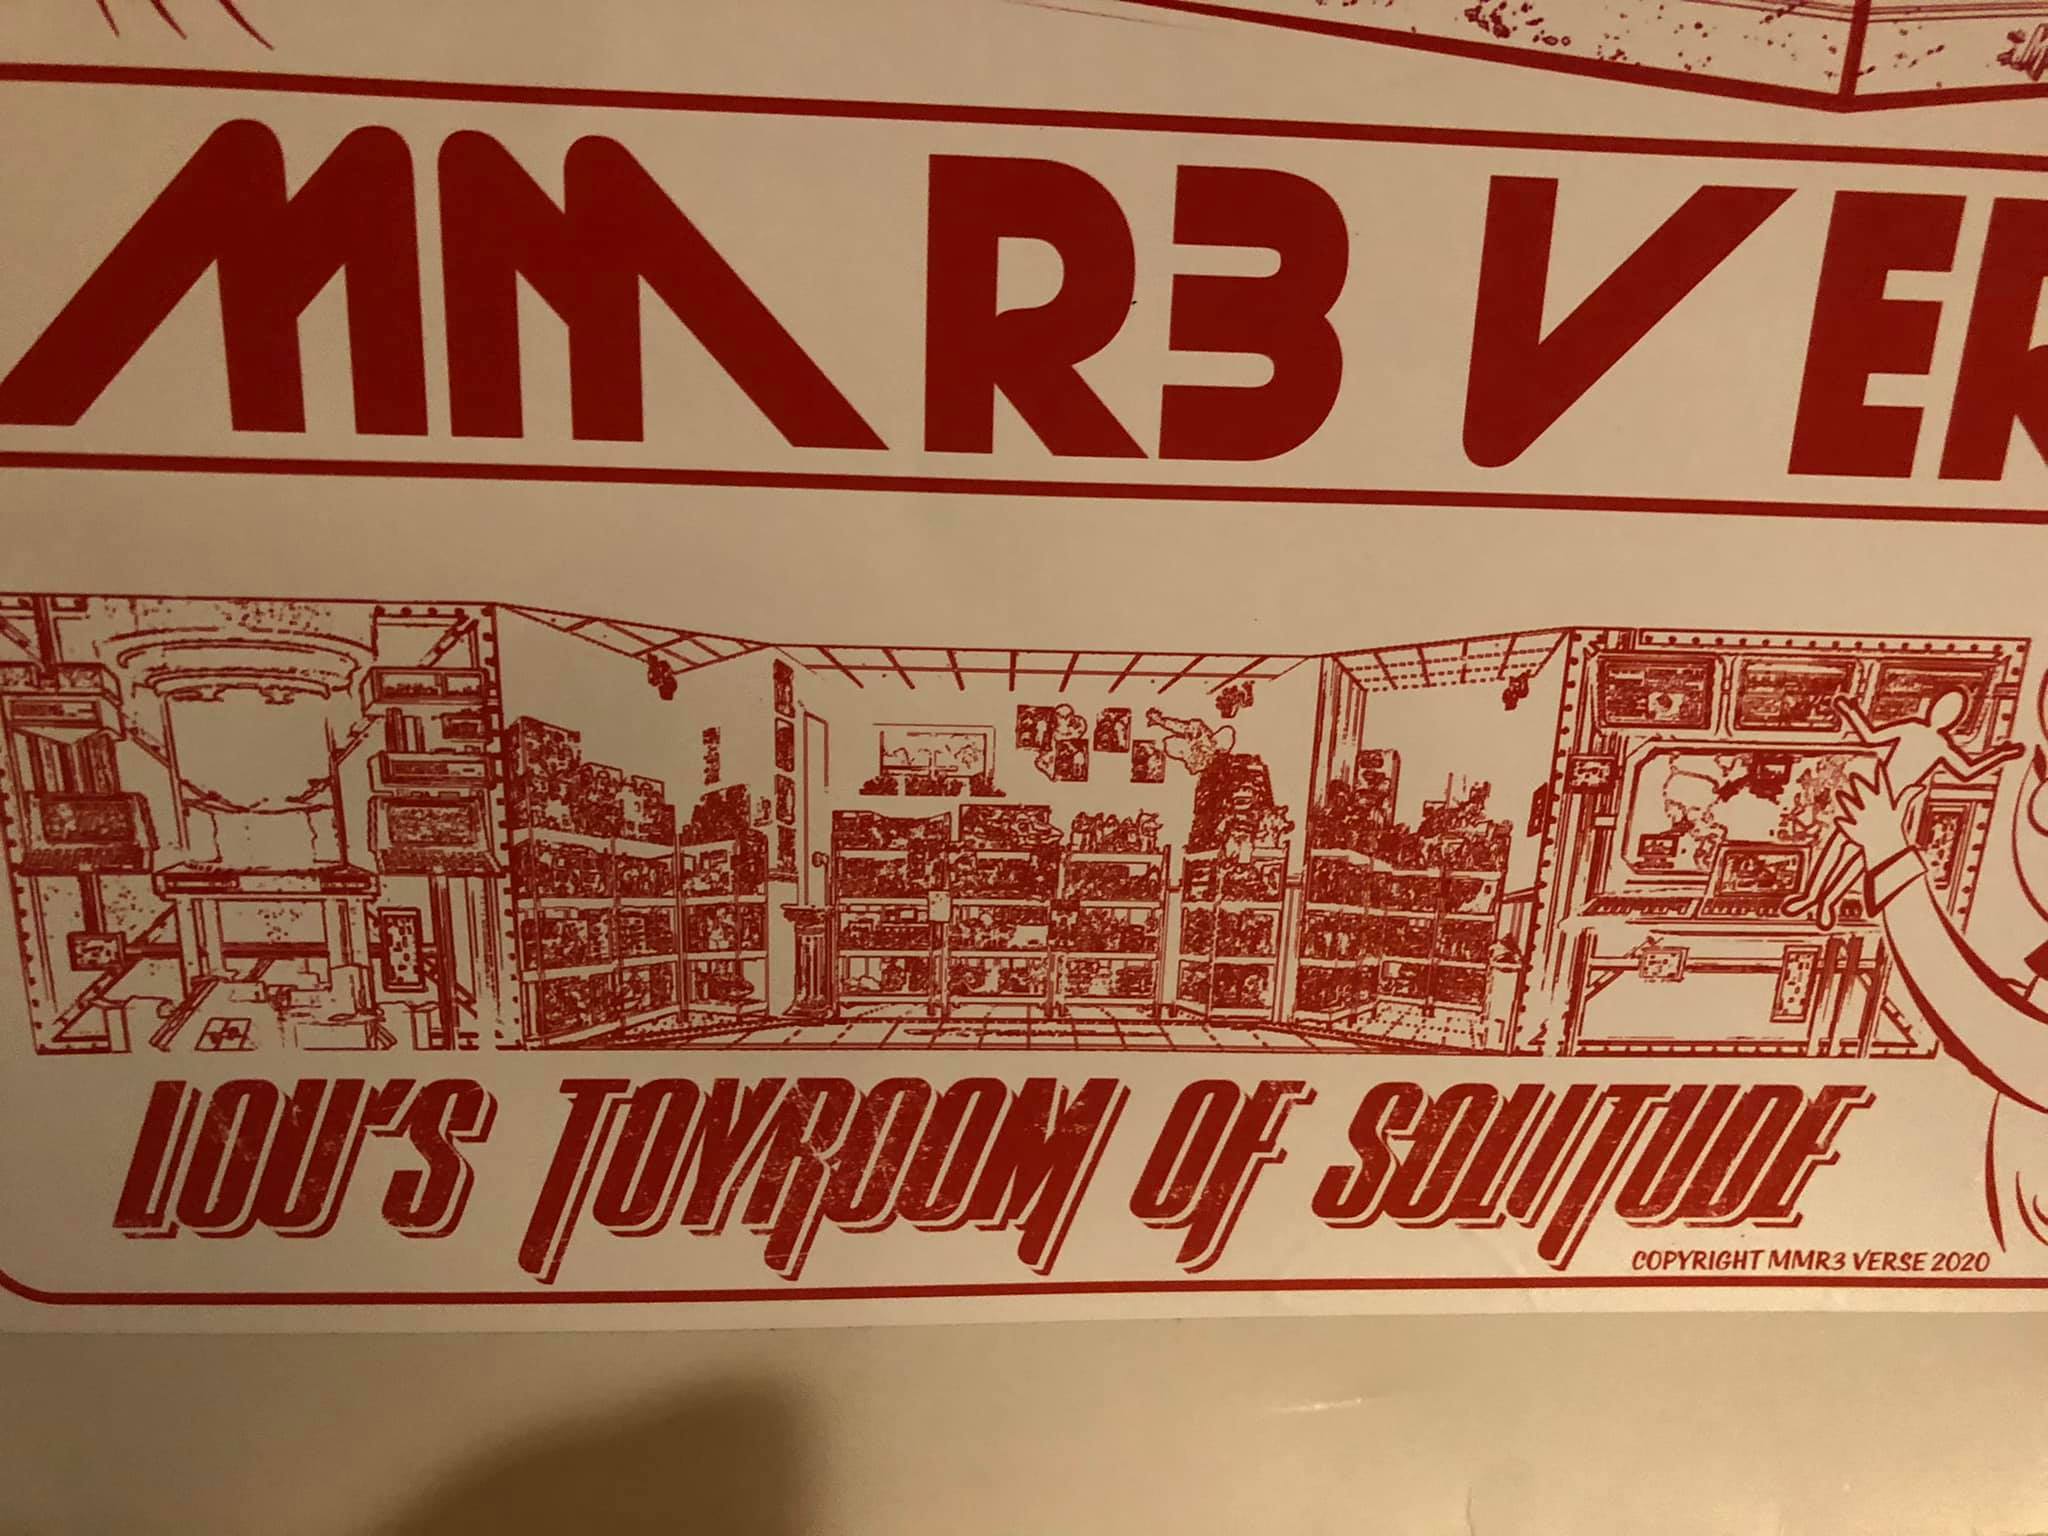 MMR3 VER
LOU'S TOYROOM OF SOLITUDE
COPYRIGHT MMR3 VERSE 2020